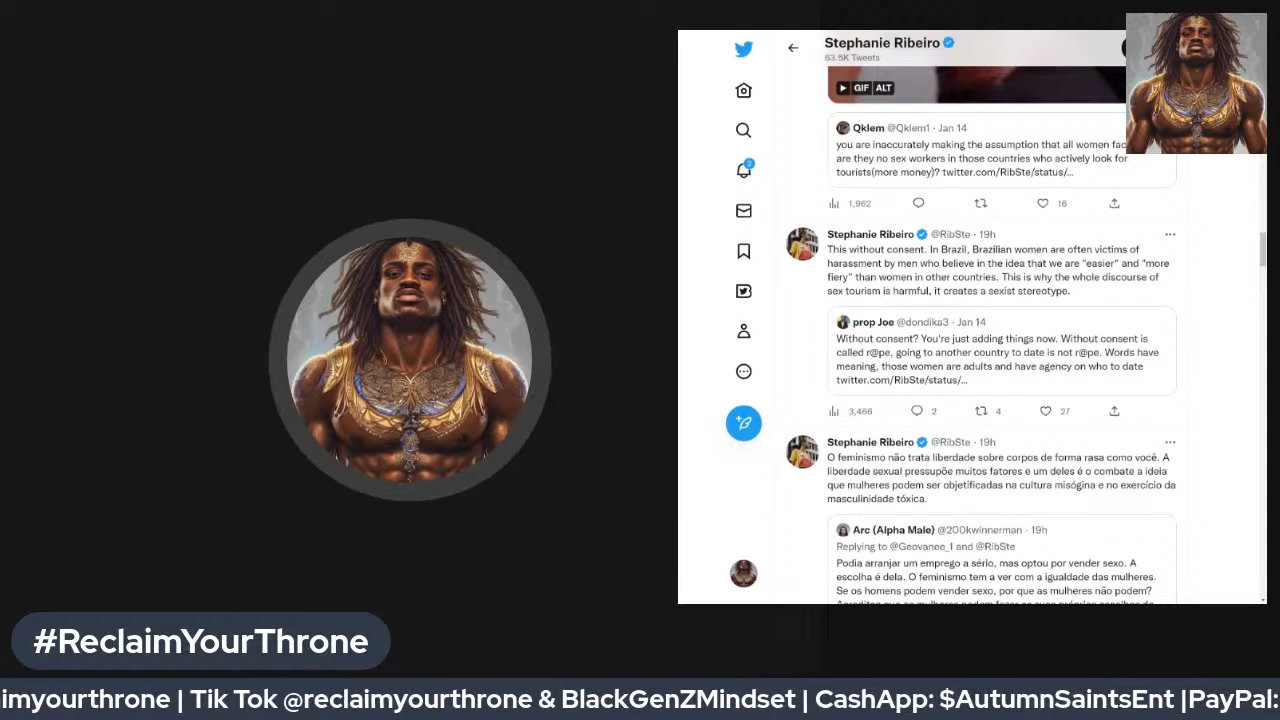 Stephanie Ribeiro
63.5K Tweets
GIF ALT
Qklem @Qklem1 · Jan 14
you are inaccurately making the assumption that all women fac
are they no sex workers in those countries who actively look for
tourists(more money)? twitter.com/RibSte/status/...
1,962
16
Stephanie Ribeiro @RibSte · 19h
This without consent. In Brazil, Brazilian women are often victims of
harassment by men who believe in the idea that we are "easier" and "more
fiery" than women in other countries. This is why the whole discourse of
sex tourism is harmful, it creates a sexist stereotype.
prop Joe @dondika3 · Jan 14
Without consent? You're just adding things now. Without consent is
called r@pe, going to another country to date is not r@pe. Words have
meaning, those women are adults and have agency on who to date
twitter.com/RibSte/status/...
3,466
2
4
27
Stephanie Ribeiro @RibSte · 19h
O feminismo não trata liberdade sobre corpos de forma rasa como você. A
liberdade sexual pressupõe muitos fatores e um deles é o combate a ideia
que mulheres podem ser objetificadas na cultura misógina e no exercício da
masculinidade tóxica.
Arc (Alpha Male) @200kwinnerman · 19h
Replying to @Geovanee_1 and @RibSte
Podia arranjar um emprego a sério, mas optou por vender sexo. A
escolha é dela. O feminismo tem a ver com a igualdade das mulheres.
Se os homens podem vender sexo, por que as mulheres não podem?
#ReclaimYourThrone
imyourthrone | Tik Tok @reclaimyourthrone & BlackGenZMindset | CashApp: $AutumnSaintsEnt |PayPal: